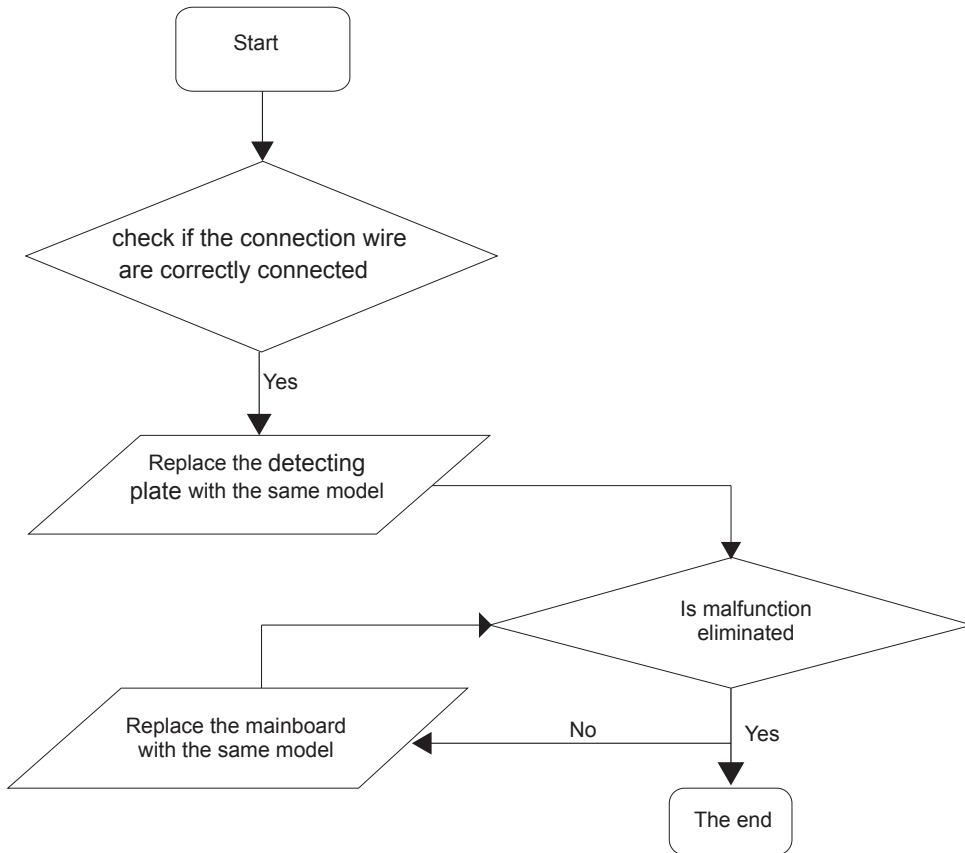 Start
check if the connection wire
are correctly connected
Yes
Replace the detecting
plate with the same model
Is malfunction
eliminated
Replace the mainboard
with the same model
No
Yes
The end